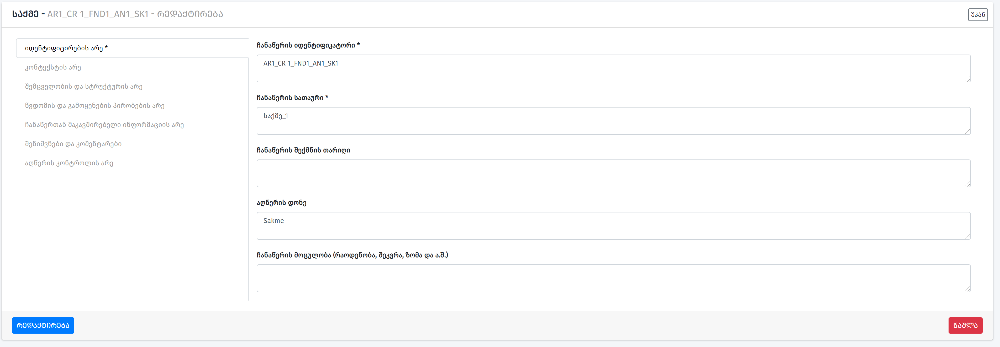 საქმე - AR1_CR 1_FND1_AN1_SK1 - რედაქტირება
უკან
იდენტიფიცირების არე *
კონტექსტის არე
შემცველობის და სტრუქტურის არე
წვდომის და გამოყენების პირობების არე
ჩანაწერთან მაკავშირებელი ინფორმაციის არე
შენიშვნები და კომენტარები
აღწერის კონტროლის არე
ჩანაწერის იდენტიფიკატორი *
AR1_CR 1_FND1_AN1_SK1
ჩანაწერის სათაური *
საქმე_1
ჩანაწერის შექმნის თარიღი
აღწერის დონე
Sakme
ჩანაწერის მოცულობა (რაოდენობა, შეკვრა, ზომა და ა.შ.)
რედაქტირება
წაშლა